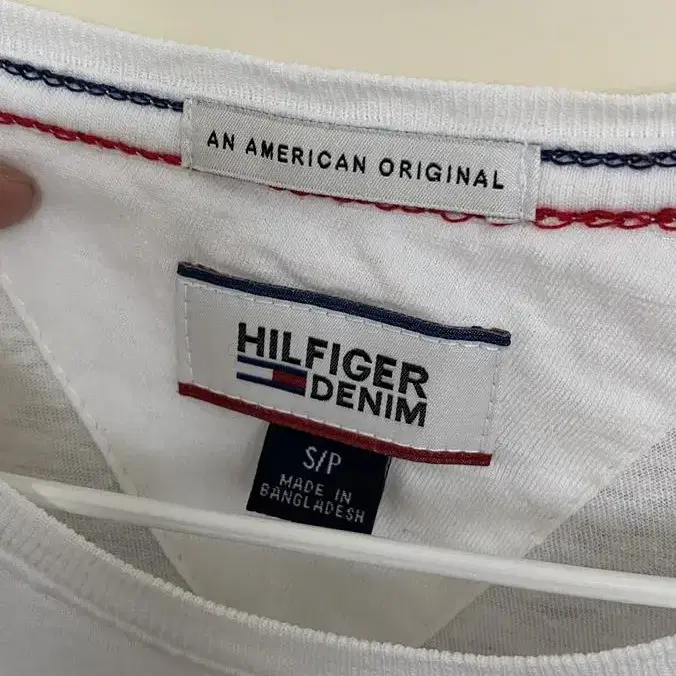 AN AMERICAN ORIGINAL
HILFIGER
DENIM
S/P
MADE IN
BANGLADESH